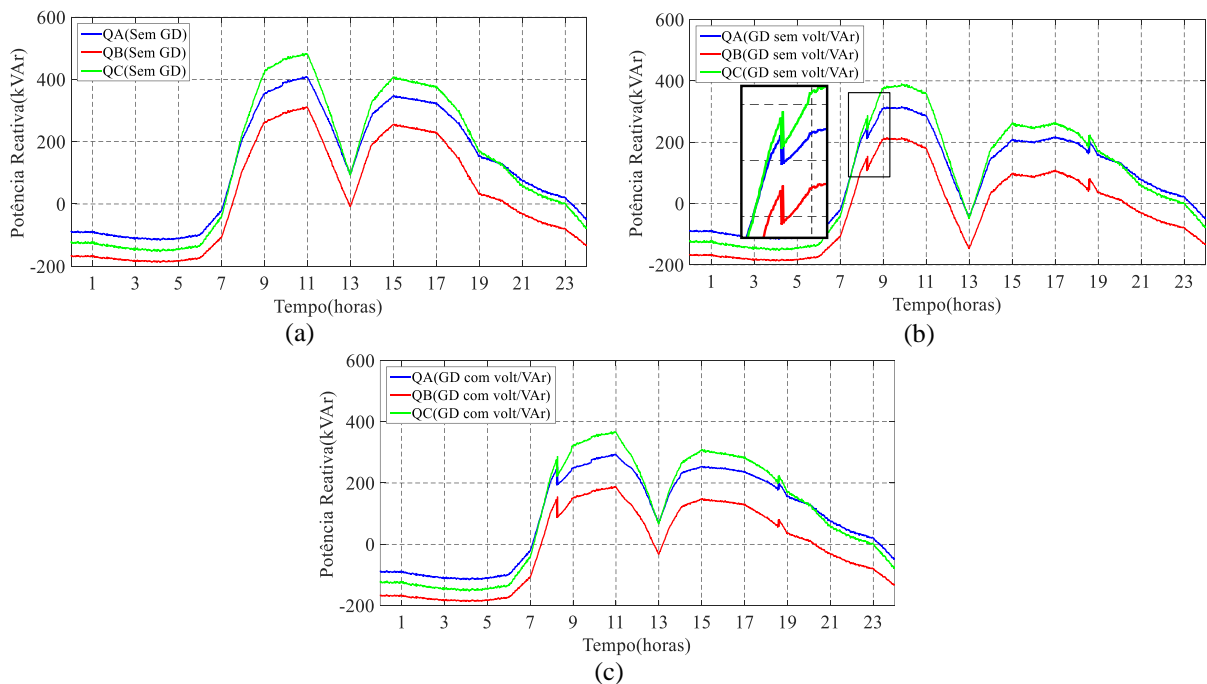 600
400
200
0
-200
Potência Reativa(kVAr)
QA(Sem GD)
QB(Sem GD)
QC(Sem GD)
1 3 5 7 9 11 13 15 17 19 21 23
Tempo(horas)
(a)
600
400
200
0
-200
Potência Reativa(kVAr)
QA(GD sem volt/VAr)
QB(GD sem volt/VAr)
QC(GD sem volt/VAr)
1 3 5 7 9 11 13 15 17 19 21 23
Tempo(horas)
(b)
600
400
200
0
-200
Potência Reativa(kVAr)
QA(GD com volt/VAr)
QB(GD com volt/VAr)
QC(GD com volt/VAr)
1 3 5 7 9 11 13 15 17 19 21 23
Tempo(horas)
(c)